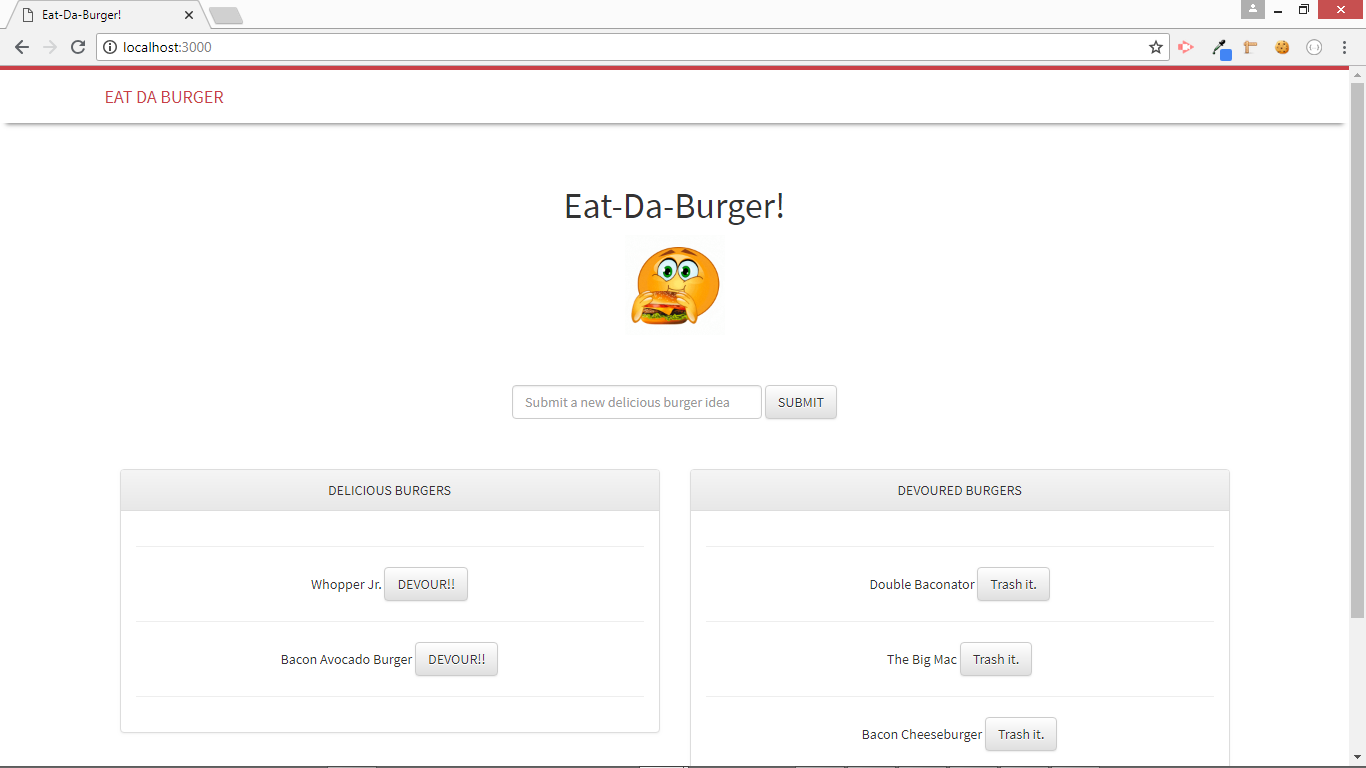 Eat-Da-Burger!
localhost:3000
EAT DA BURGER
Eat-Da-Burger!
Submit a new delicious burger idea SUBMIT
DELICIOUS BURGERS
Whopper Jr. DEVOUR!!
Bacon Avocado Burger DEVOUR!!
DEVOURED BURGERS
Double Baconator Trash it.
The Big Mac Trash it.
Bacon Cheeseburger Trash it.